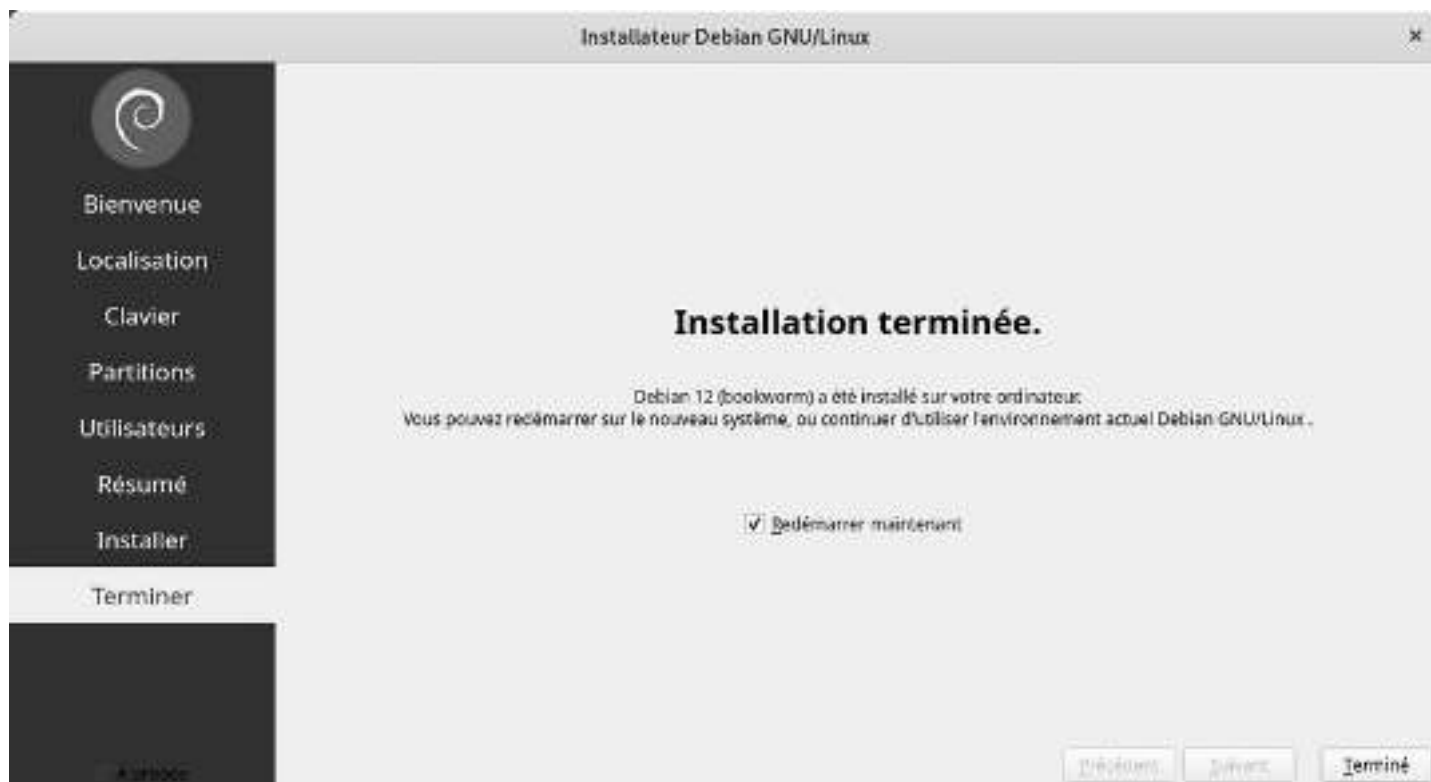 Installateur Debian GNU/Linux
Bienvenue
Localisation
Clavier
Partitions
Utilisateurs
Résumé
Installer
Terminer
Installation terminée.
Debian 12 (bookworm) a été installé sur votre ordinateur.
Vous pouvez redémarrer sur le nouveau système, ou continuer d'utiliser l'environnement actuel Debian GNU/Linux .
Redémarrer maintenant
À propos
Précédent
Suivant
Terminé